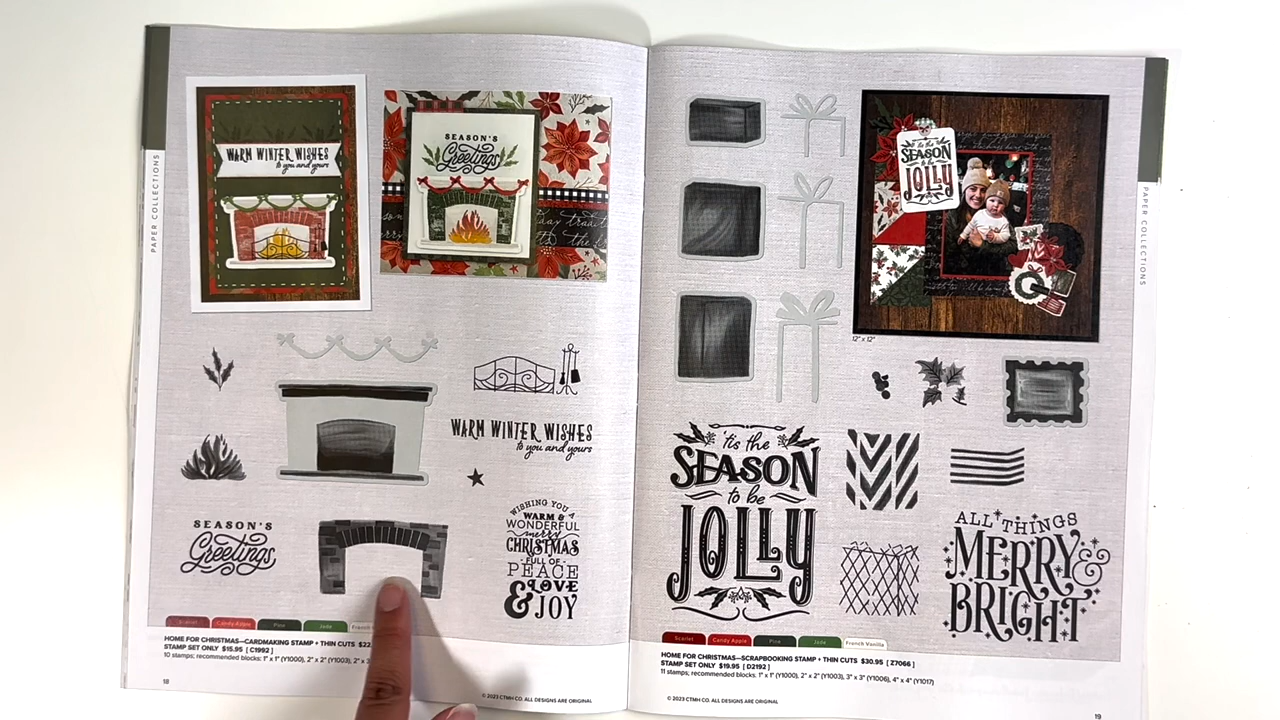 PAPER COLLECTIONS
WARM WINTER WISHES
to you and yours
SEASON'S
Greetings
WARM WINTER WISHES
to you and yours
SEASON'S
Greetings
WISHING YOU
WARM &
WONDERFUL
merry
CHRISTMAS
FULL OF
PEACE
LOVE
& JOY
Scarlet Candy Apple Pine Jade French
HOME FOR CHRISTMAS—CARDMAKING STAMP + THIN CUTS $22
STAMP SET ONLY $15.95 [ C1992 ]
10 stamps; recommended blocks: 1" x 1" (Y1000), 2" x 2" (Y1003), 2" x
18
© 2023 CTMH CO. ALL DESIGNS ARE ORIGINAL
'tis the
SEASON
to be
JOLLY
12" x 12"
'tis the
SEASON
to be
JOLLY
ALL THINGS
MERRY &
BRIGHT
Scarlet Candy Apple Pine Jade French Vanilla
HOME FOR CHRISTMAS—SCRAPBOOKING STAMP + THIN CUTS $30.95 [ Z7066 ]
STAMP SET ONLY $19.95 [ D2192 ]
11 stamps; recommended blocks: 1" x 1" (Y1000), 2" x 2" (Y1003), 3" x 3" (Y1006), 4" x 4" (Y1017)
© 2023 CTMH CO. ALL DESIGNS ARE ORIGINAL
19
PAPER COLLECTIONS